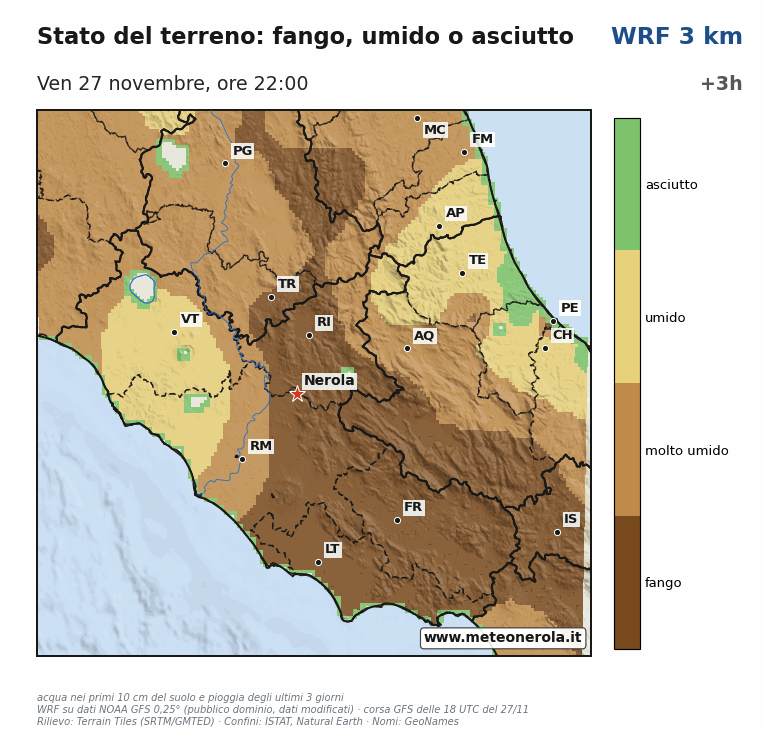 Stato del terreno: fango, umido o asciutto
WRF 3 km
Ven 27 novembre, ore 22:00
+3h
MC
FM
PG
AP
TE
TR
PE
VT
RI
AQ
CH
Nerola
RM
FR
IS
LT
www.meteonerola.it
asciutto
umido
molto umido
fango
acqua nei primi 10 cm del suolo e pioggia degli ultimi 3 giorni
WRF su dati NOAA GFS 0,25° (pubblico dominio, dati modificati) · corsa GFS delle 18 UTC del 27/11
Rilievo: Terrain Tiles (SRTM/GMTED) · Confini: ISTAT, Natural Earth · Nomi: GeoNames